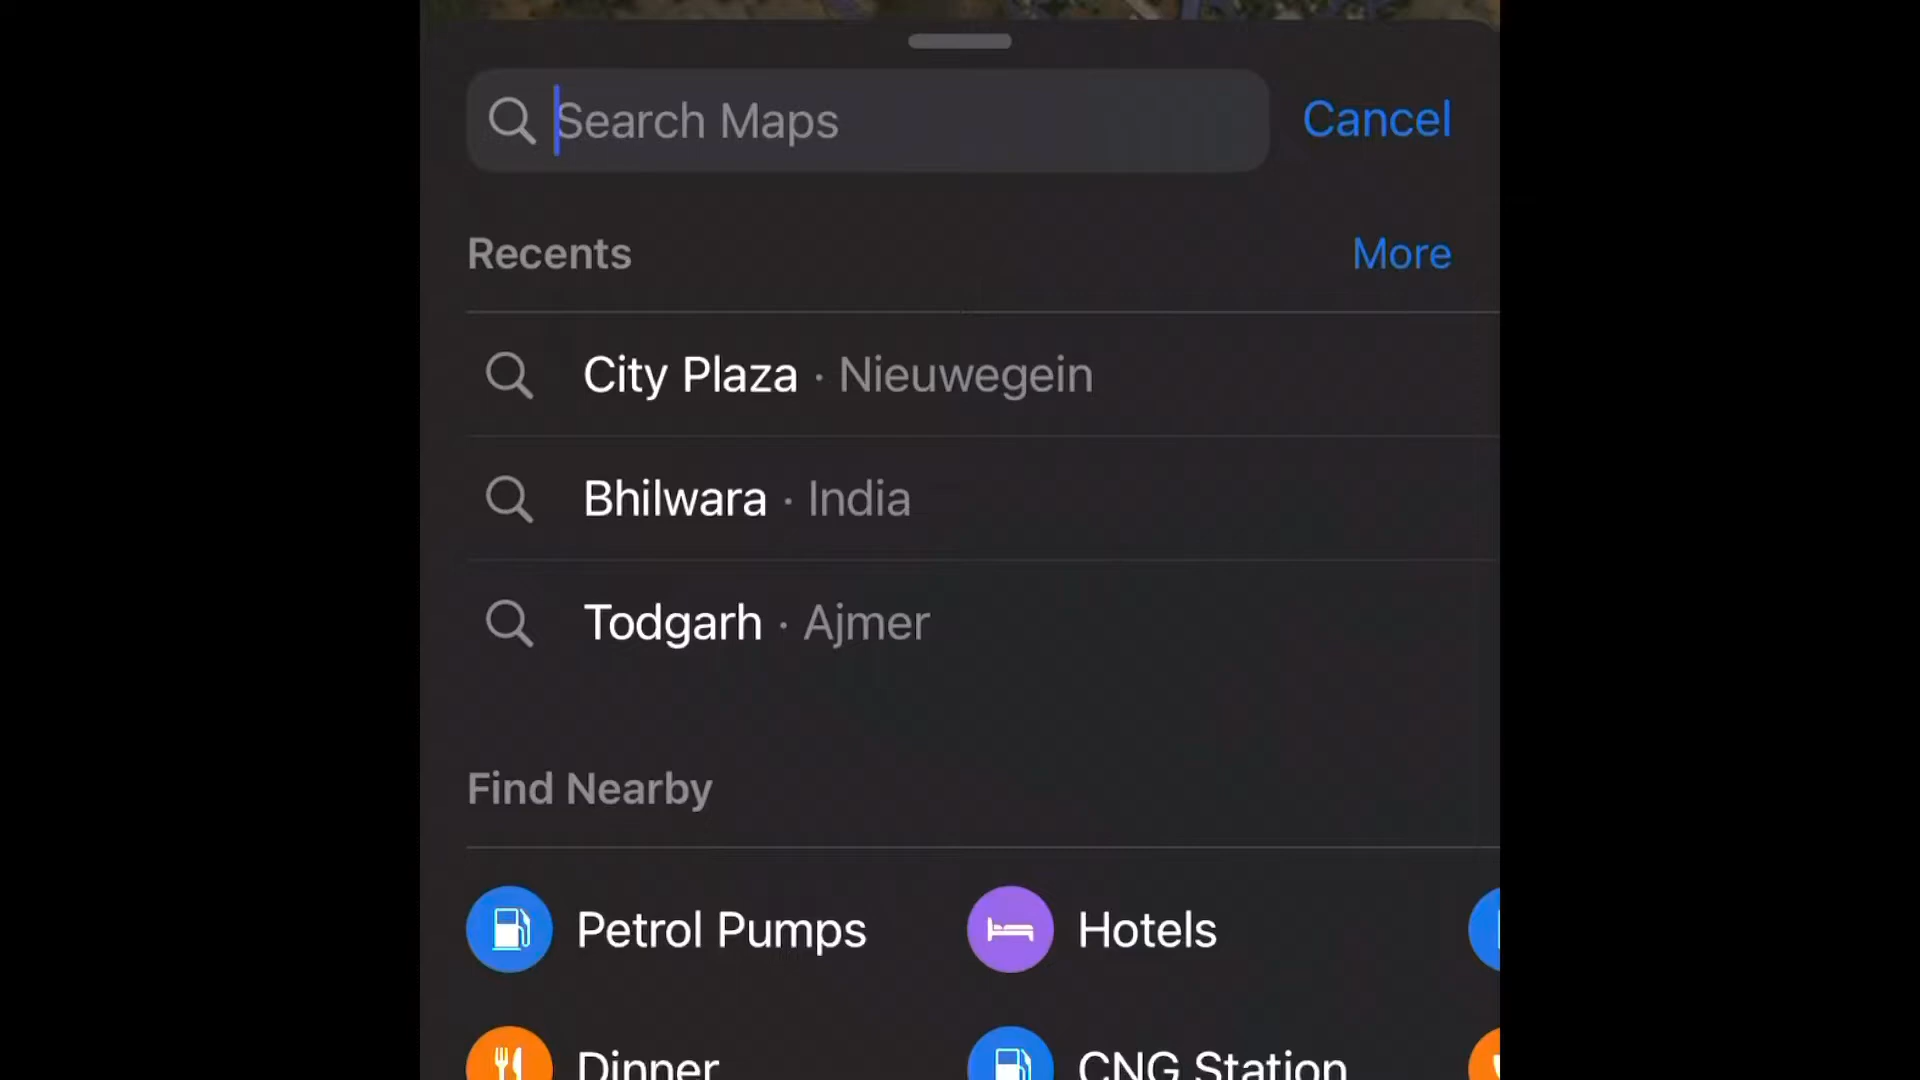 Search Maps Cancel
Recents More
City Plaza · Nieuwegein
Bhilwara · India
Todgarh · Ajmer
Find Nearby
Petrol Pumps Hotels
Dinner CNG Station